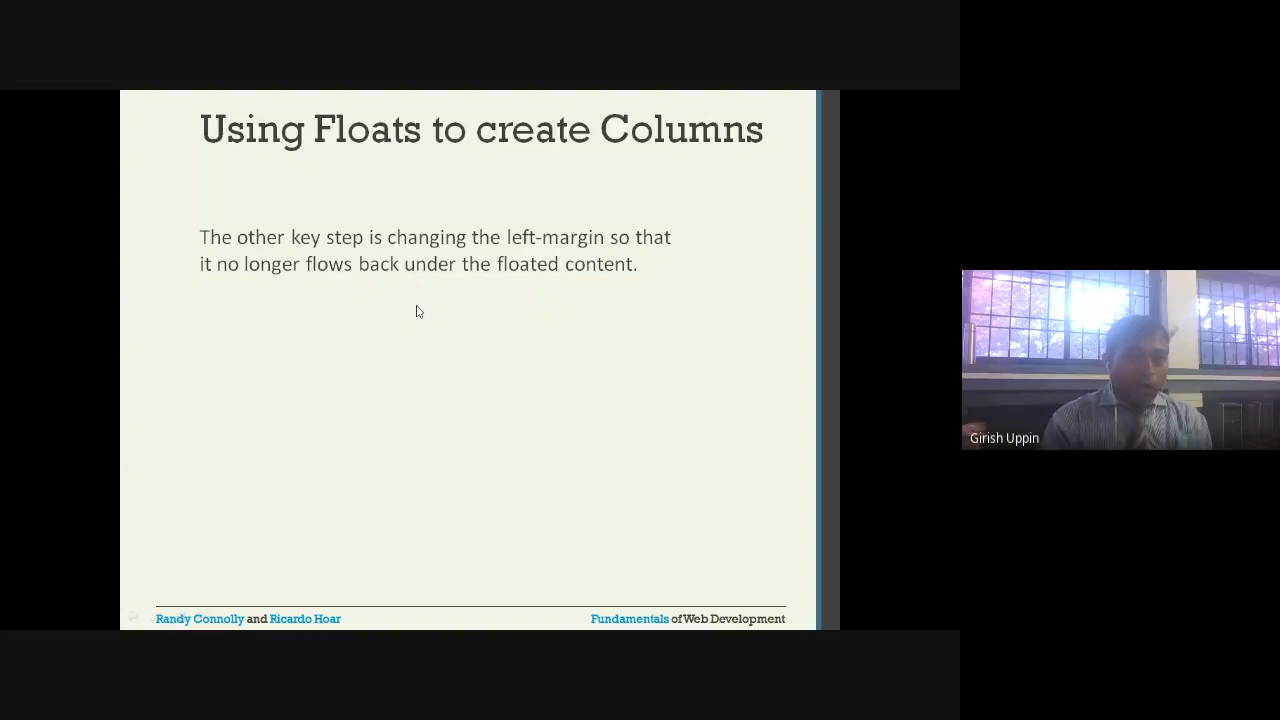 Using Floats to create Columns
The other key step is changing the left-margin so that
it no longer flows back under the floated content.
Randy Connolly and Ricardo Hoar
Fundamentals of Web Development
Girish Uppin